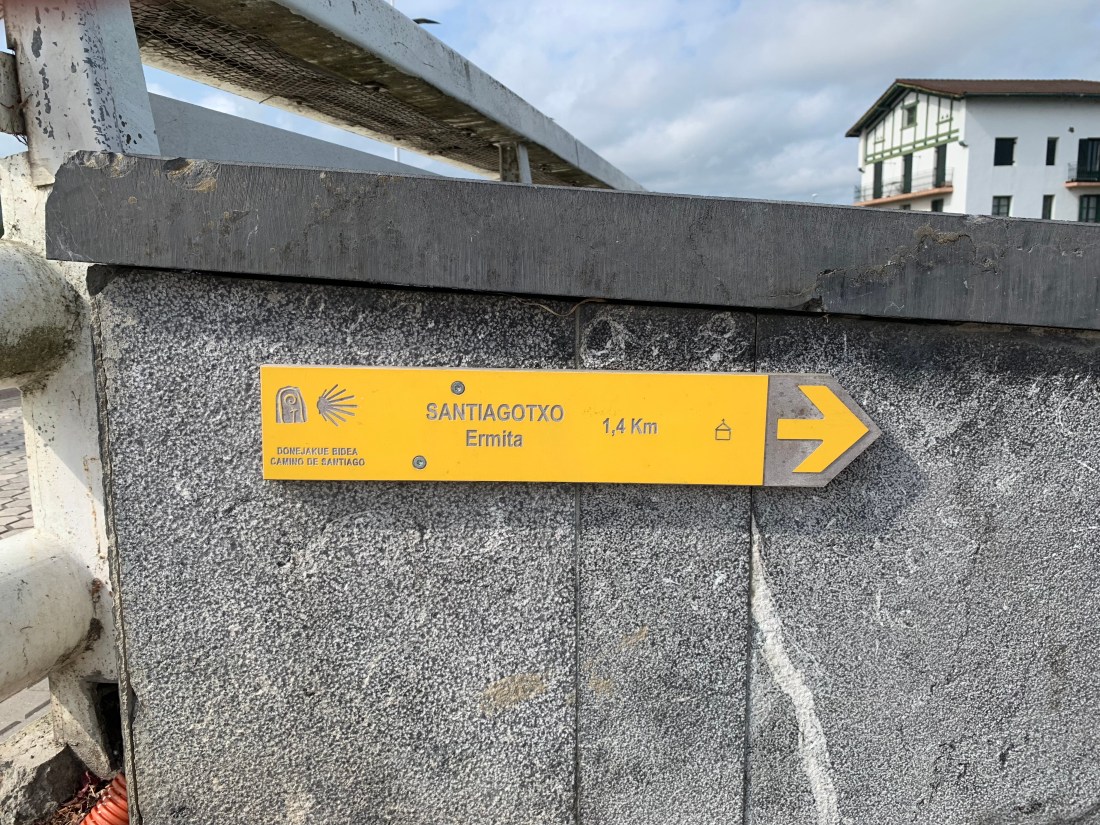 DONEJAKUE BIDEA
CAMINO DE SANTIAGO
SANTIAGOTXO
Ermita
1,4 Km